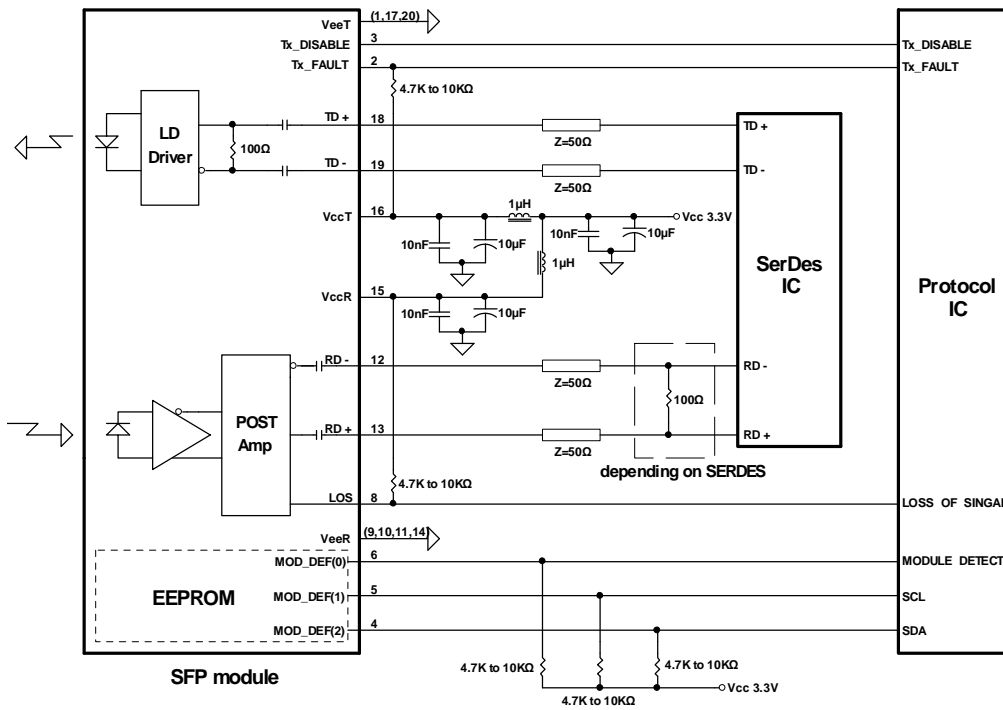 VeeT (1,17,20)
Tx_DISABLE 3 Tx_DISABLE
Tx_FAULT 2 Tx_FAULT
4.7K to 10KΩ
LD
Driver
100Ω
TD + 18 TD +
Z=50Ω
TD - 19 TD -
Z=50Ω
1µH
VccT 16 Vcc 3.3V
10nF 10µF 10nF 10µF
1µH
SerDes
IC
Protocol
IC
VccR 15
10nF 10µF
RD - 12 RD -
Z=50Ω
100Ω
POST
Amp
RD + 13 RD +
Z=50Ω
depending on SERDES
4.7K to 10KΩ
LOS 8 LOSS OF SINGAL
VeeR (9,10,11,14)
MOD_DEF(0) 6 MODULE DETECT
EEPROM
MOD_DEF(1) 5 SCL
MOD_DEF(2) 4 SDA
4.7K to 10KΩ 4.7K to 10KΩ
4.7K to 10KΩ
Vcc 3.3V
SFP module